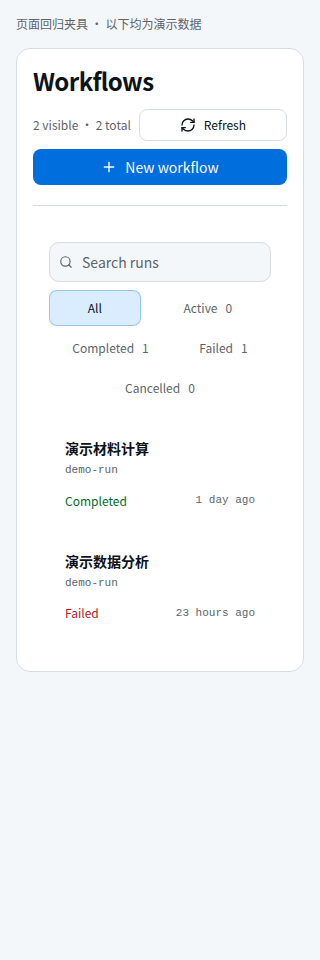 页面回归夹具 · 以下均为演示数据
Workflows
2 visible · 2 total
Refresh
New workflow
Search runs
All
Active 0
Completed 1
Failed 1
Cancelled 0
演示材料计算
demo-run
Completed
1 day ago
演示数据分析
demo-run
Failed
23 hours ago